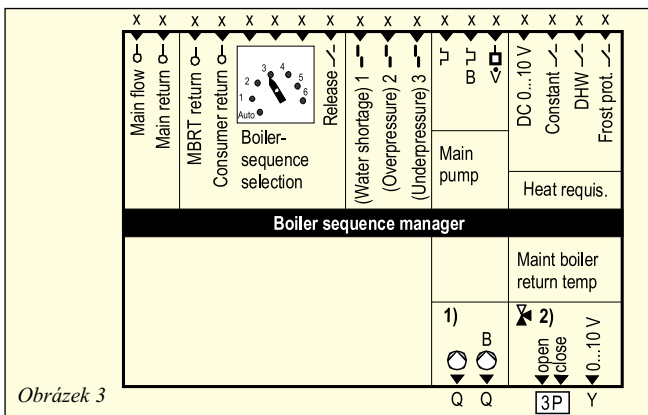 x x x x x x x x x x x x x x x x x x
Main flow
Main return
MBRT return
Consumer return
Auto 1 2 3 4 5 6
Boiler-
sequence
selection
Release
(Water shortage) 1
(Overpressure) 2
(Underpressure) 3
B V̇
Main
pump
DC 0...10 V
Constant
DHW
Frost prot.
Heat requis.
Boiler sequence manager
Maint boiler
return temp
1)
B
Q Q
2)
open
close
0...10 V
3P Y
Obrázek 3